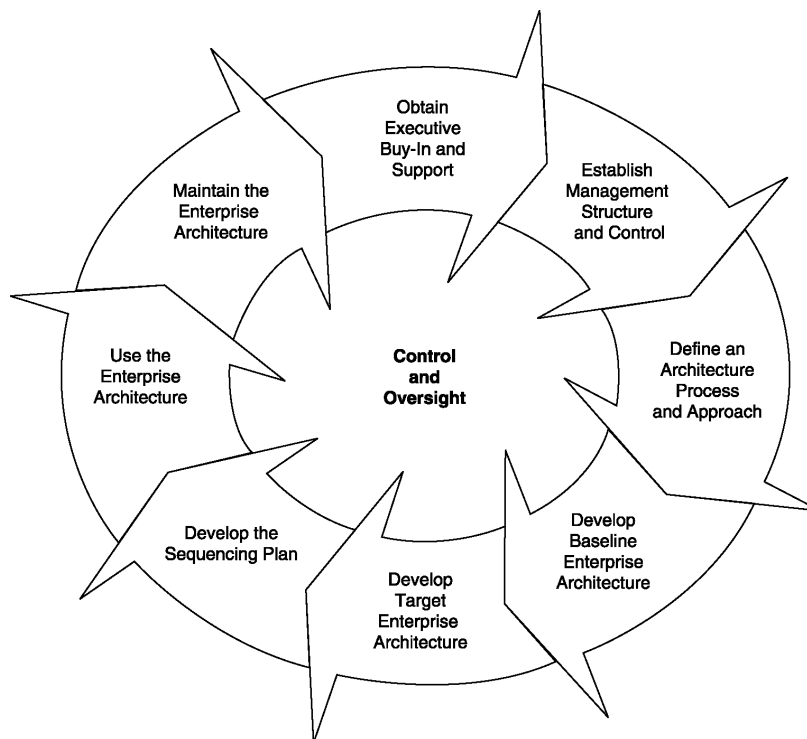 Obtain
Executive
Buy-In and
Support
Establish
Management
Structure
and Control
Define an
Architecture
Process
and Approach
Develop
Baseline
Enterprise
Architecture
Develop
Target
Enterprise
Architecture
Develop the
Sequencing Plan
Use the
Enterprise
Architecture
Maintain the
Enterprise
Architecture
Control
and
Oversight